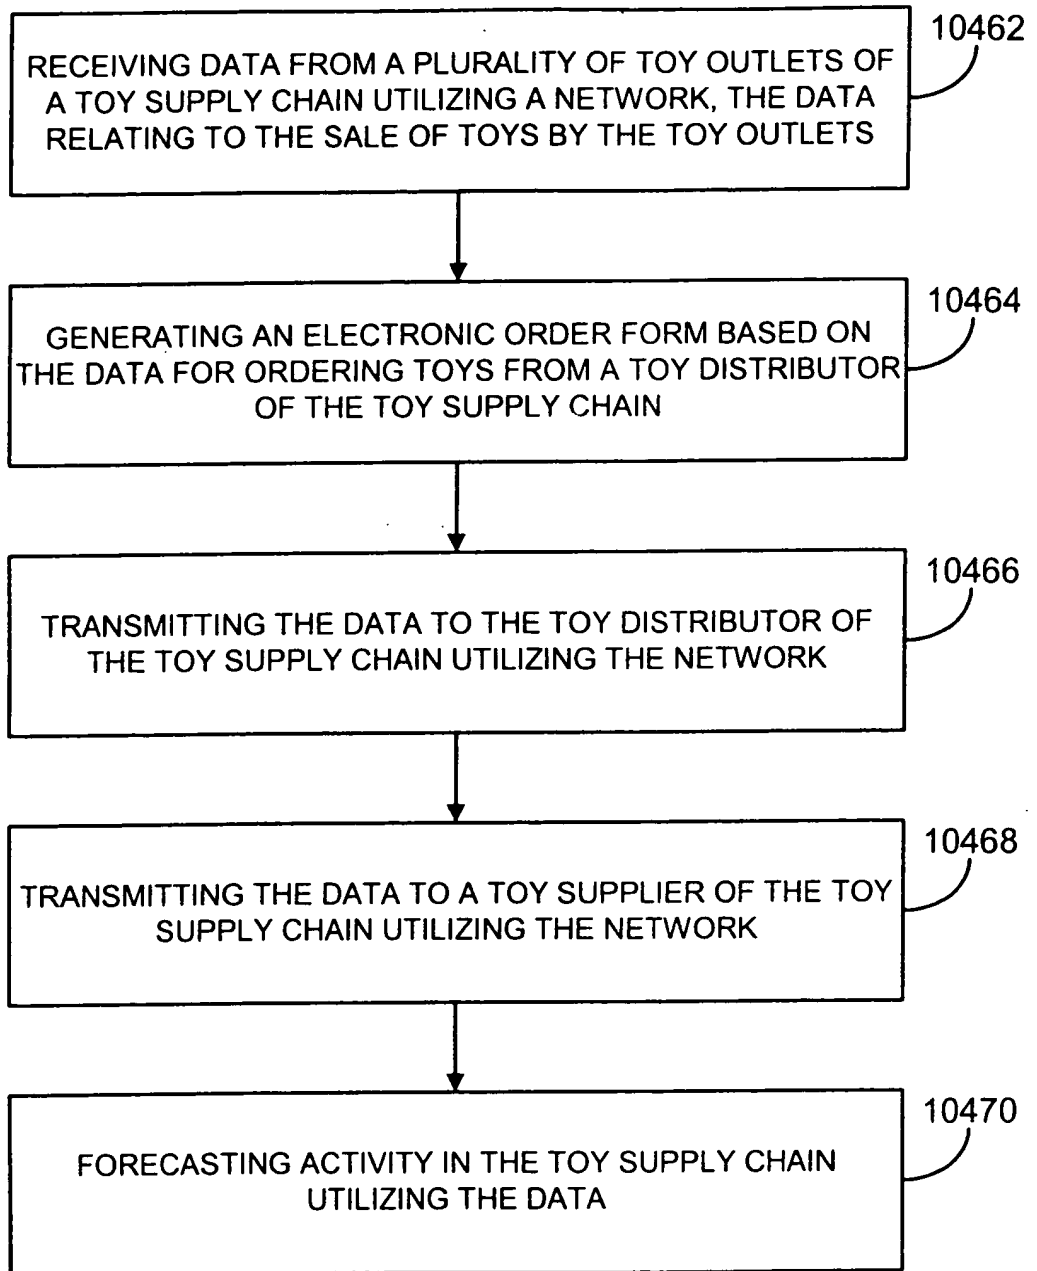 10462
RECEIVING DATA FROM A PLURALITY OF TOY OUTLETS OF
A TOY SUPPLY CHAIN UTILIZING A NETWORK, THE DATA
RELATING TO THE SALE OF TOYS BY THE TOY OUTLETS
10464
GENERATING AN ELECTRONIC ORDER FORM BASED ON
THE DATA FOR ORDERING TOYS FROM A TOY DISTRIBUTOR
OF THE TOY SUPPLY CHAIN
10466
TRANSMITTING THE DATA TO THE TOY DISTRIBUTOR OF
THE TOY SUPPLY CHAIN UTILIZING THE NETWORK
10468
TRANSMITTING THE DATA TO A TOY SUPPLIER OF THE TOY
SUPPLY CHAIN UTILIZING THE NETWORK
10470
FORECASTING ACTIVITY IN THE TOY SUPPLY CHAIN
UTILIZING THE DATA